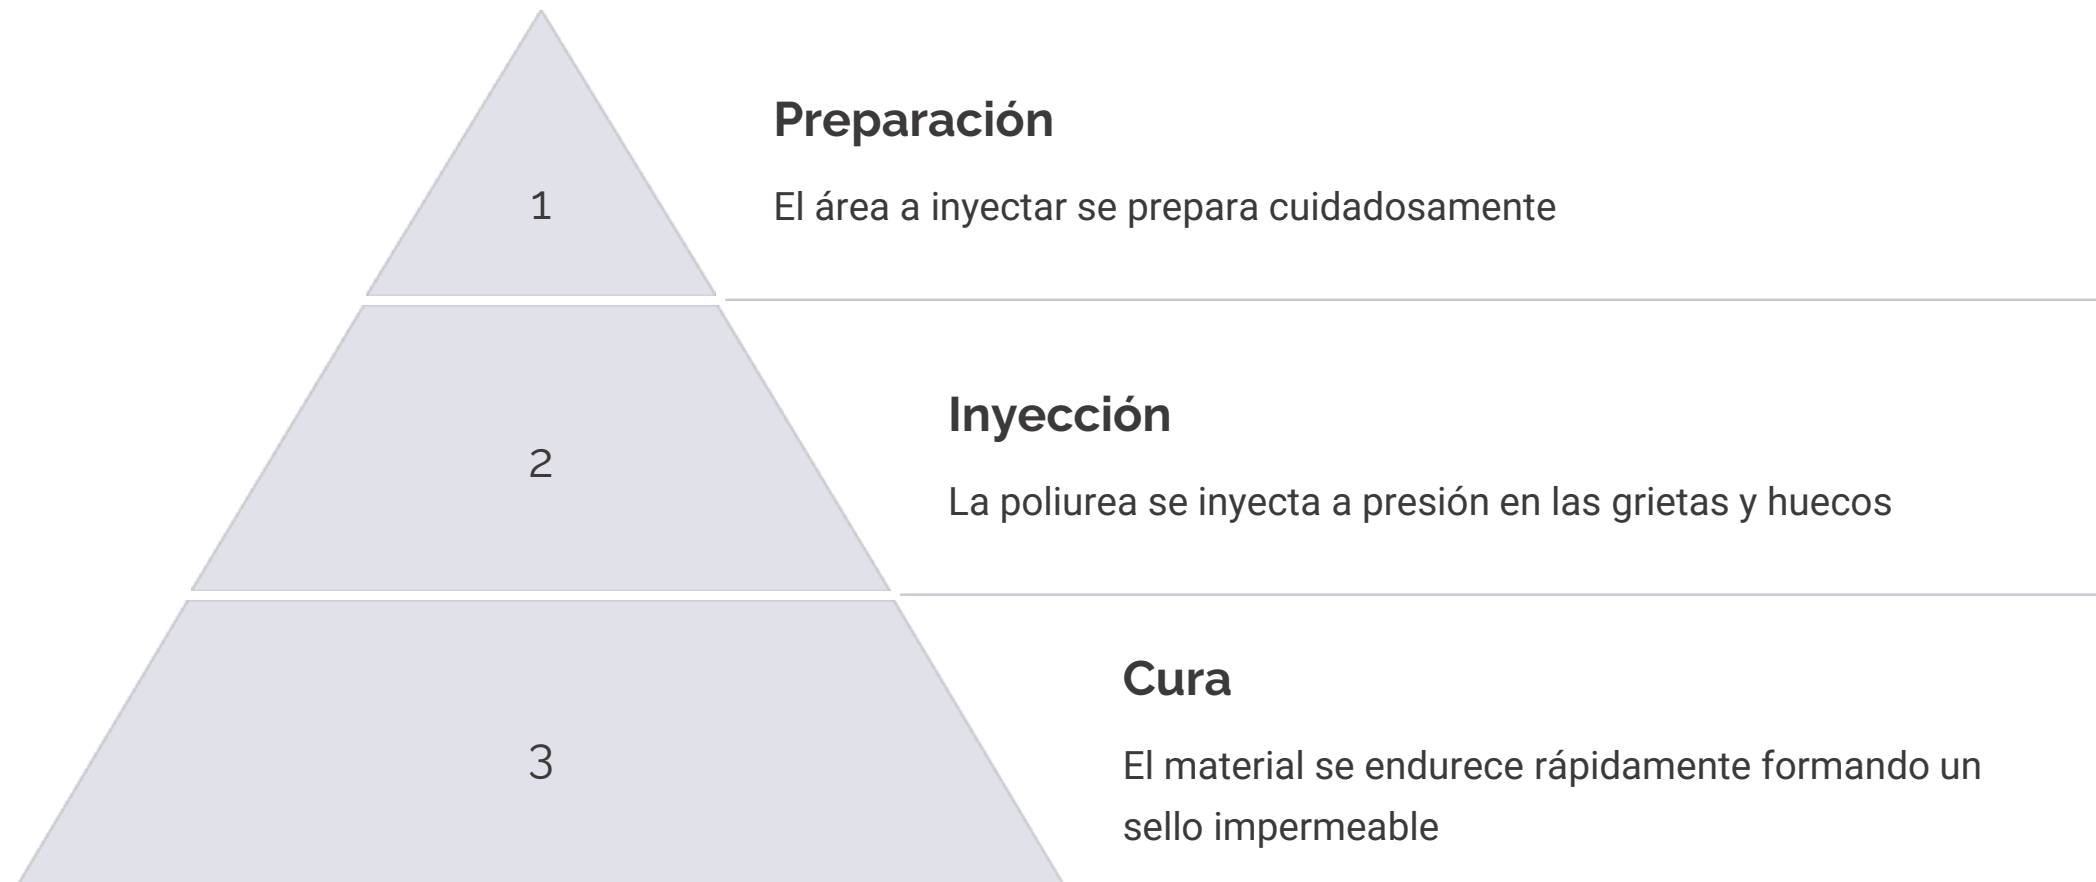 1
Preparación
El área a inyectar se prepara cuidadosamente
2
Inyección
La poliurea se inyecta a presión en las grietas y huecos
3
Cura
El material se endurece rápidamente formando un
sello impermeable